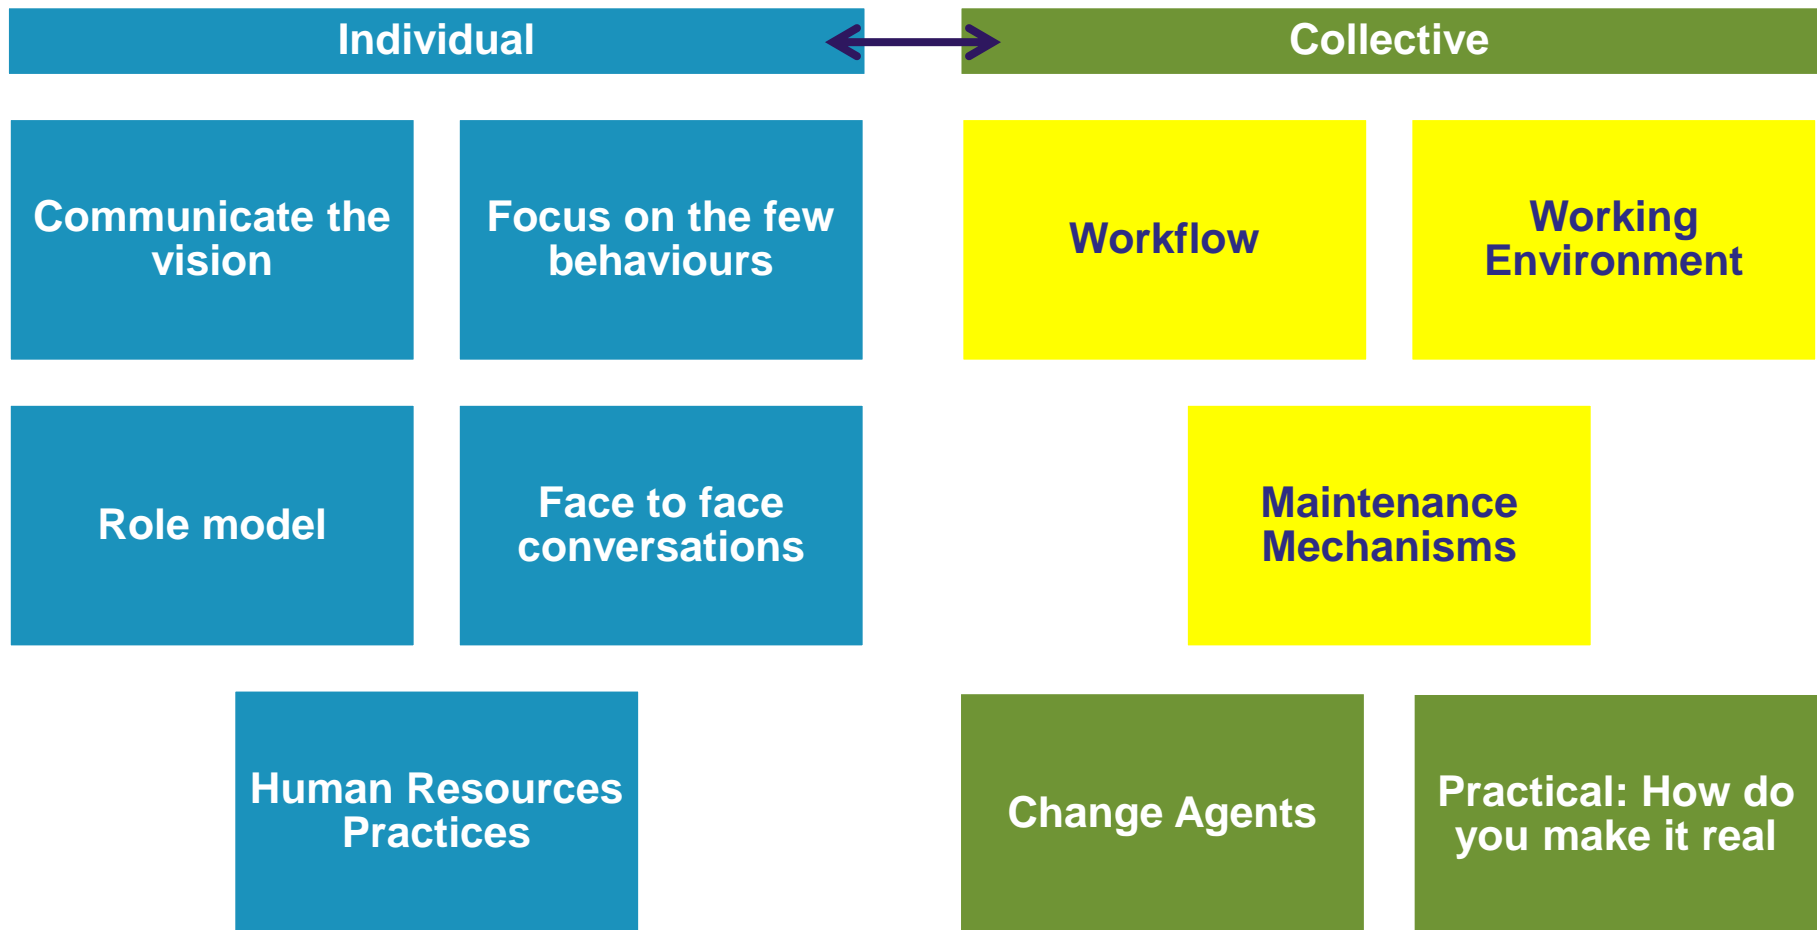 Individual
Collective
Communicate the
vision
Focus on the few
behaviours
Workflow
Working
Environment
Role model
Face to face
conversations
Maintenance
Mechanisms
Human Resources
Practices
Change Agents
Practical: How do
you make it real